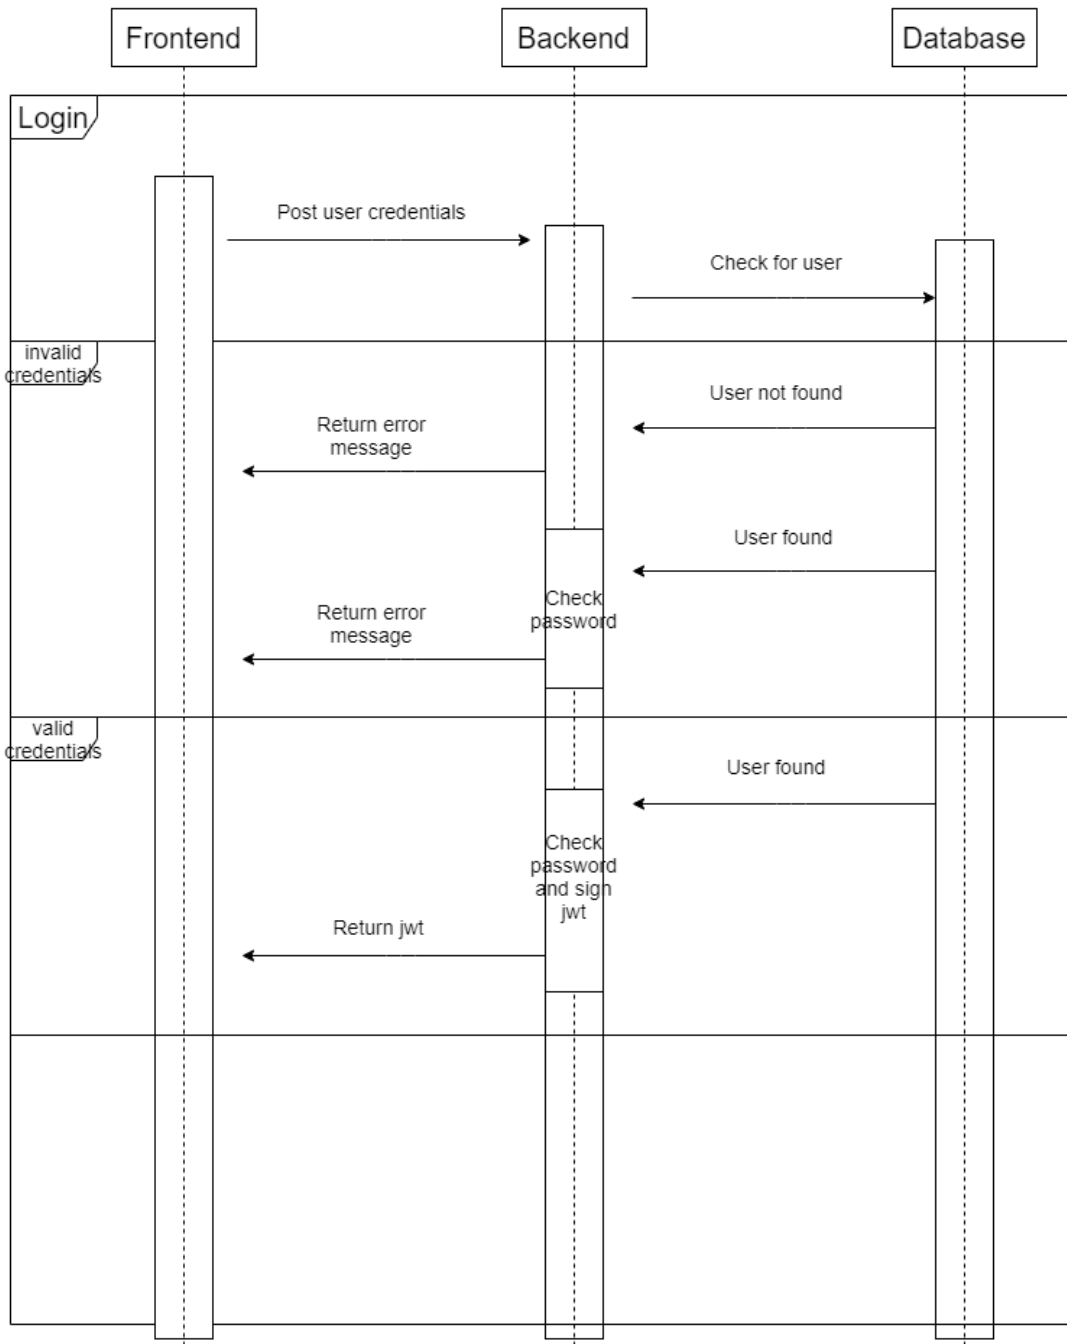 Frontend
Backend
Database
Login
Post user credentials
Check for user
invalid
credentials
User not found
Return error
message
User found
Check
password
Return error
message
valid
credentials
User found
Check
password
and sign
jwt
Return jwt